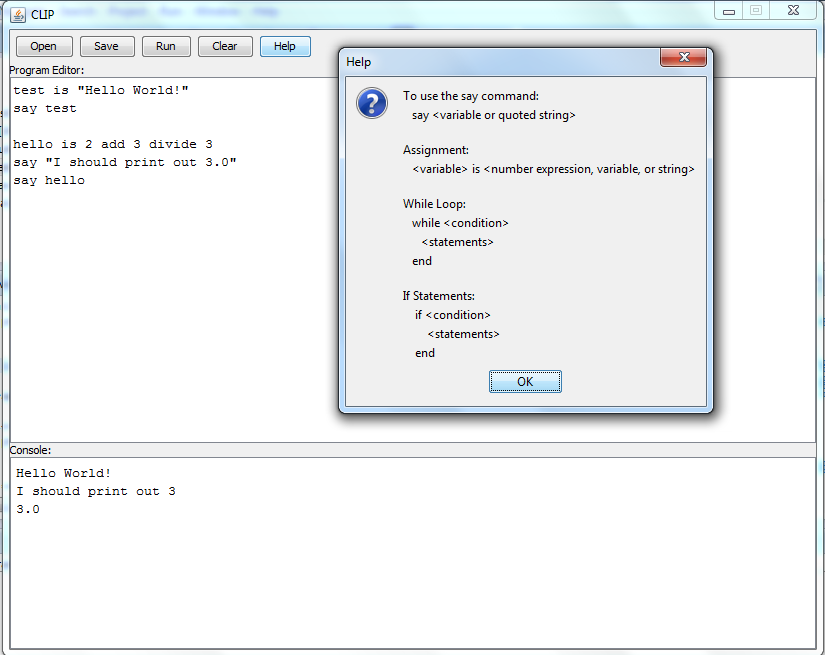 CLIP
Open Save Run Clear Help
Program Editor:
test is "Hello World!"
say test
hello is 2 add 3 divide 3
say "I should print out 3.0"
say hello
Help
To use the say command:
say <variable or quoted string>
Assignment:
<variable> is <number expression, variable, or string>
While Loop:
while <condition>
<statements>
end
If Statements:
if <condition>
<statements>
end
OK
Console:
Hello World!
I should print out 3
3.0